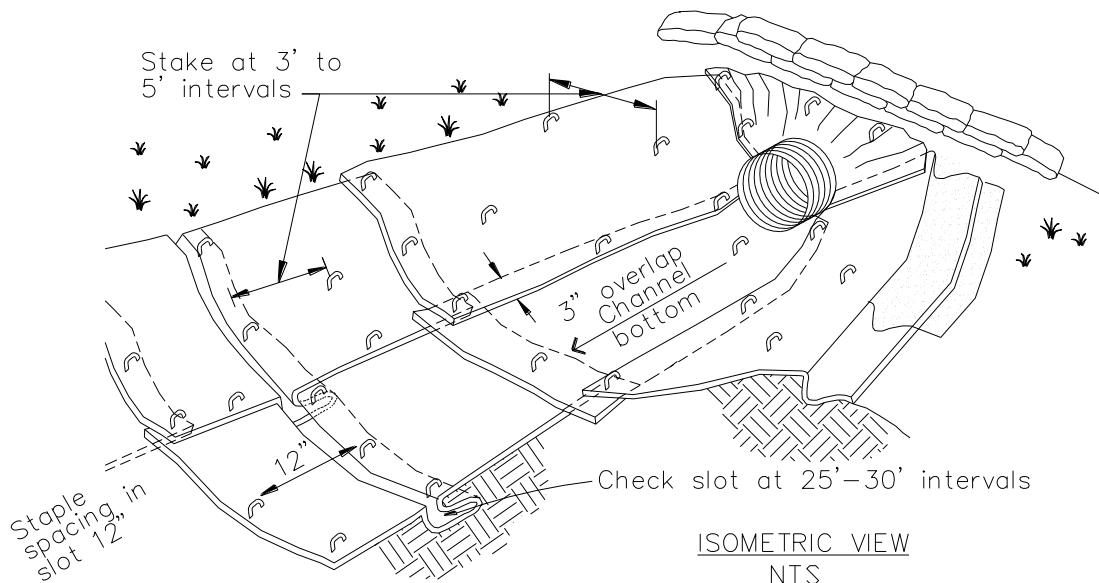 Stake at 3' to
5' intervals
3" overlap
Channel
bottom
12"
Staple
spacing in
slot 12"
Check slot at 25'-30' intervals
ISOMETRIC VIEW
NTS